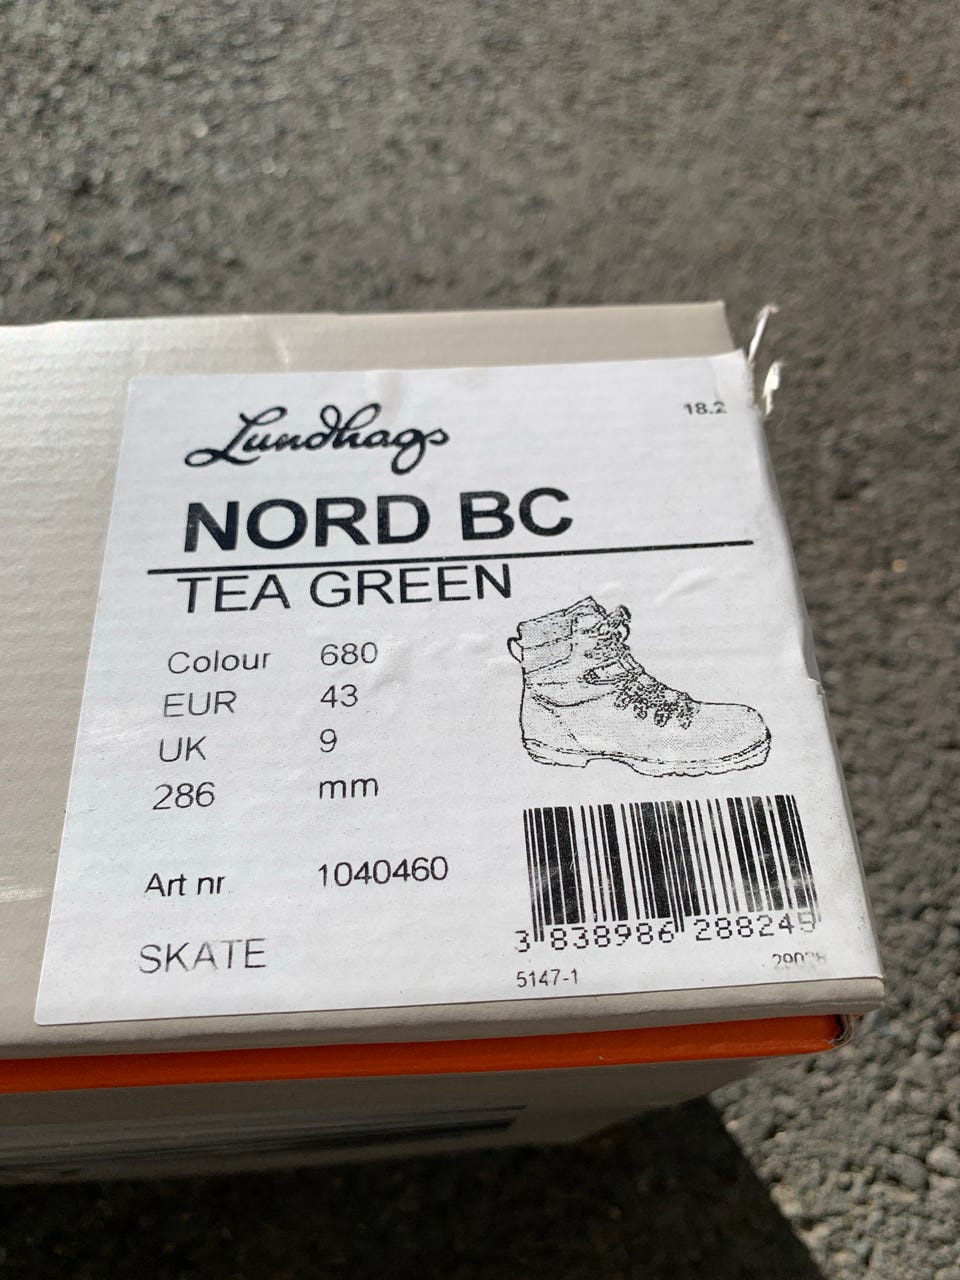 Lundhags
18.2
NORD BC
TEA GREEN
Colour 680
EUR 43
UK 9
286 mm
Art nr 1040460
SKATE
3 838986 288245
5147-1